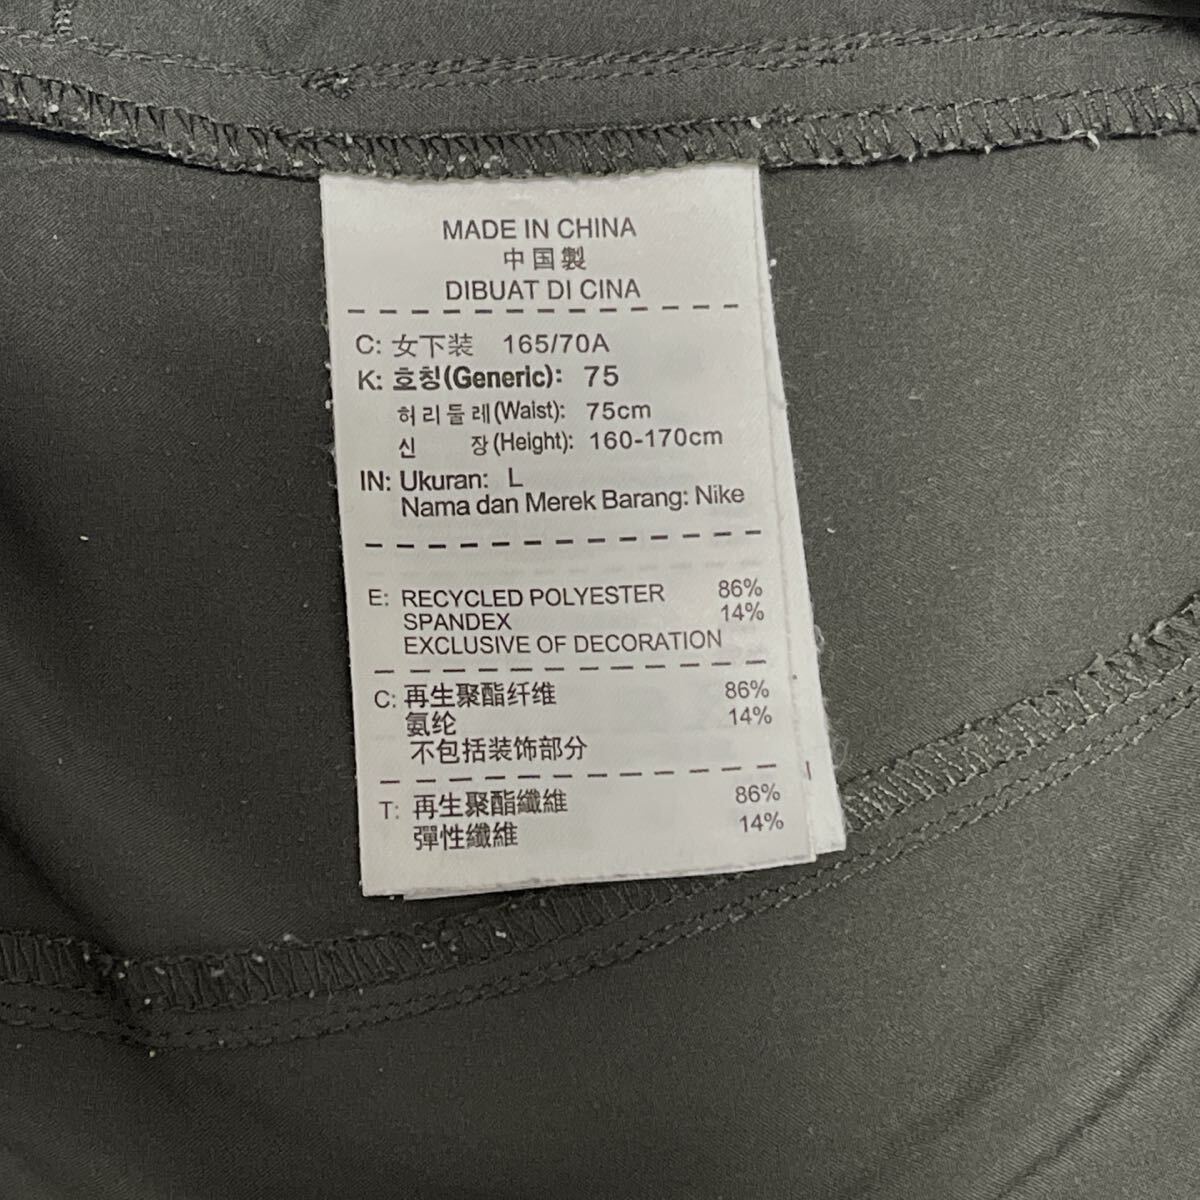 MADE IN CHINA
中国製
DIBUAT DI CINA
C: 女下装 165/70A
K: 호칭(Generic): 75
허리둘레(Waist): 75cm
신 장(Height): 160-170cm
IN: Ukuran: L
Nama dan Merek Barang: Nike
E: RECYCLED POLYESTER 86%
SPANDEX 14%
EXCLUSIVE OF DECORATION
C: 再生聚酯纤维 86%
氨纶 14%
不包括装饰部分
T: 再生聚酯纖維 86%
彈性纖維 14%